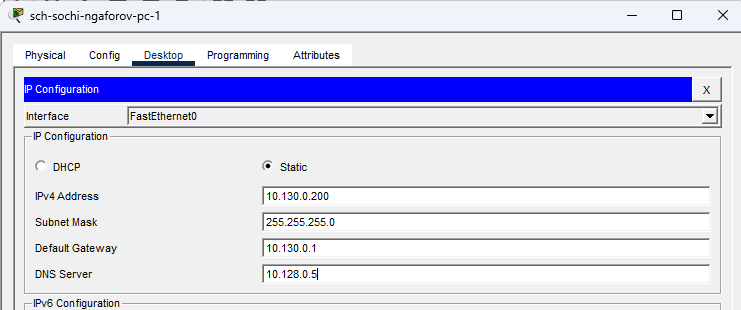 sch-sochi-ngaforov-pc-1
Physical Config Desktop Programming Attributes
IP Configuration X
Interface FastEthernet0
IP Configuration
DHCP Static
IPv4 Address 10.130.0.200
Subnet Mask 255.255.255.0
Default Gateway 10.130.0.1
DNS Server 10.128.0.5
IPv6 Configuration